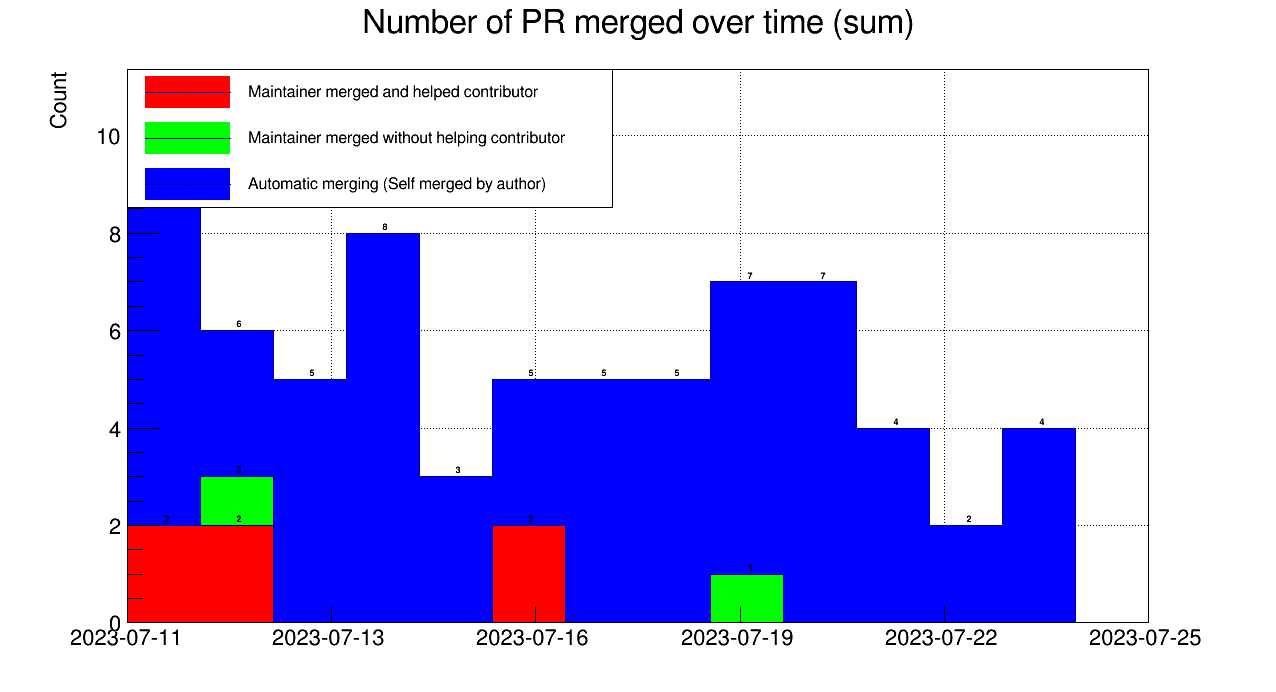 Number of PR merged over time (sum)
Count
Maintainer merged and helped contributor
Maintainer merged without helping contributor
Automatic merging (Self merged by author)
10
8
6
4
2
0
8
7 7
6
5 5 5 5
4 4
3 3
2 2 2 2
1
2023-07-11 2023-07-13 2023-07-16 2023-07-19 2023-07-22 2023-07-25